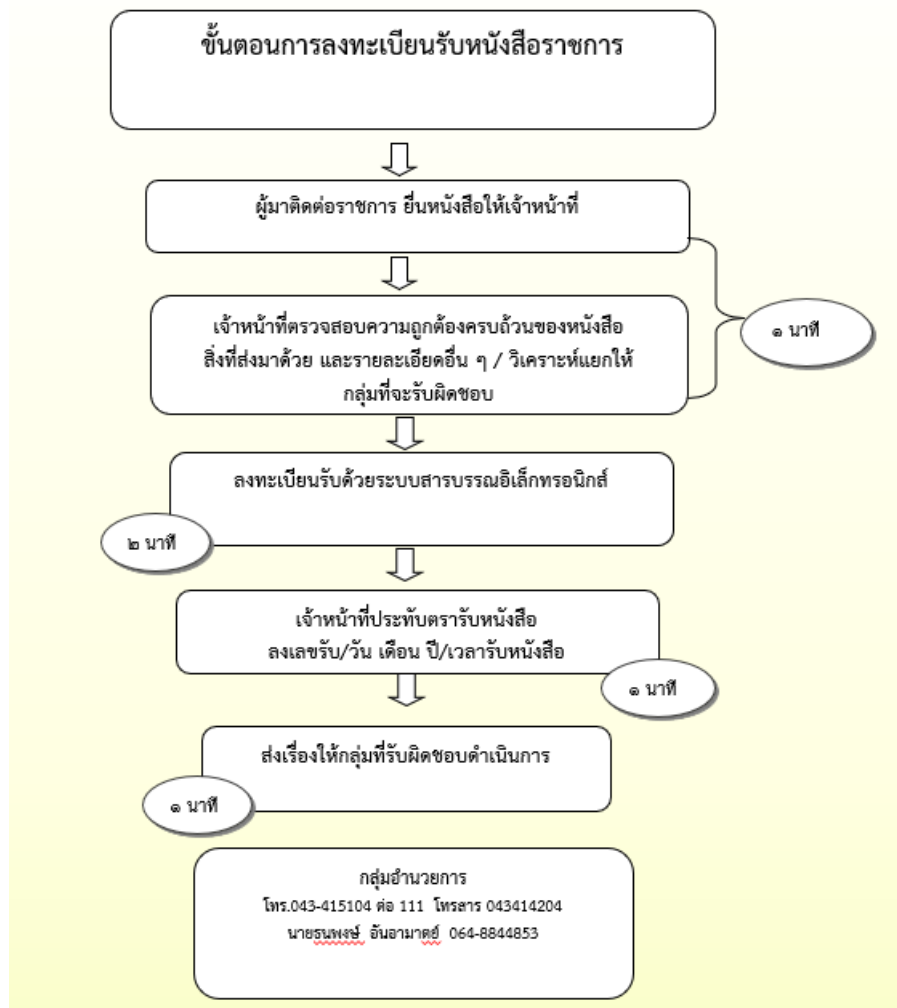 ขั้นตอนการลงทะเบียนรับหนังสือราชการ
ผู้มาติดต่อราชการ ยื่นหนังสือให้เจ้าหน้าที่
เจ้าหน้าที่ตรวจสอบความถูกต้องครบถ้วนของหนังสือ
สิ่งที่ส่งมาด้วย และรายละเอียดอื่น ๆ / วิเคราะห์แยกให้
กลุ่มที่จะรับผิดชอบ
๑ นาที
ลงทะเบียนรับด้วยระบบสารบรรณอิเล็กทรอนิกส์
๒ นาที
เจ้าหน้าที่ประทับตรารับหนังสือ
ลงเลขรับ/วัน เดือน ปี/เวลารับหนังสือ
๑ นาที
ส่งเรื่องให้กลุ่มที่รับผิดชอบดำเนินการ
๑ นาที
กลุ่มอำนวยการ
โทร.043-415104 ต่อ 111 โทรสาร 043414204
นายธนพงษ์ อันอามาตย์ 064-8844853